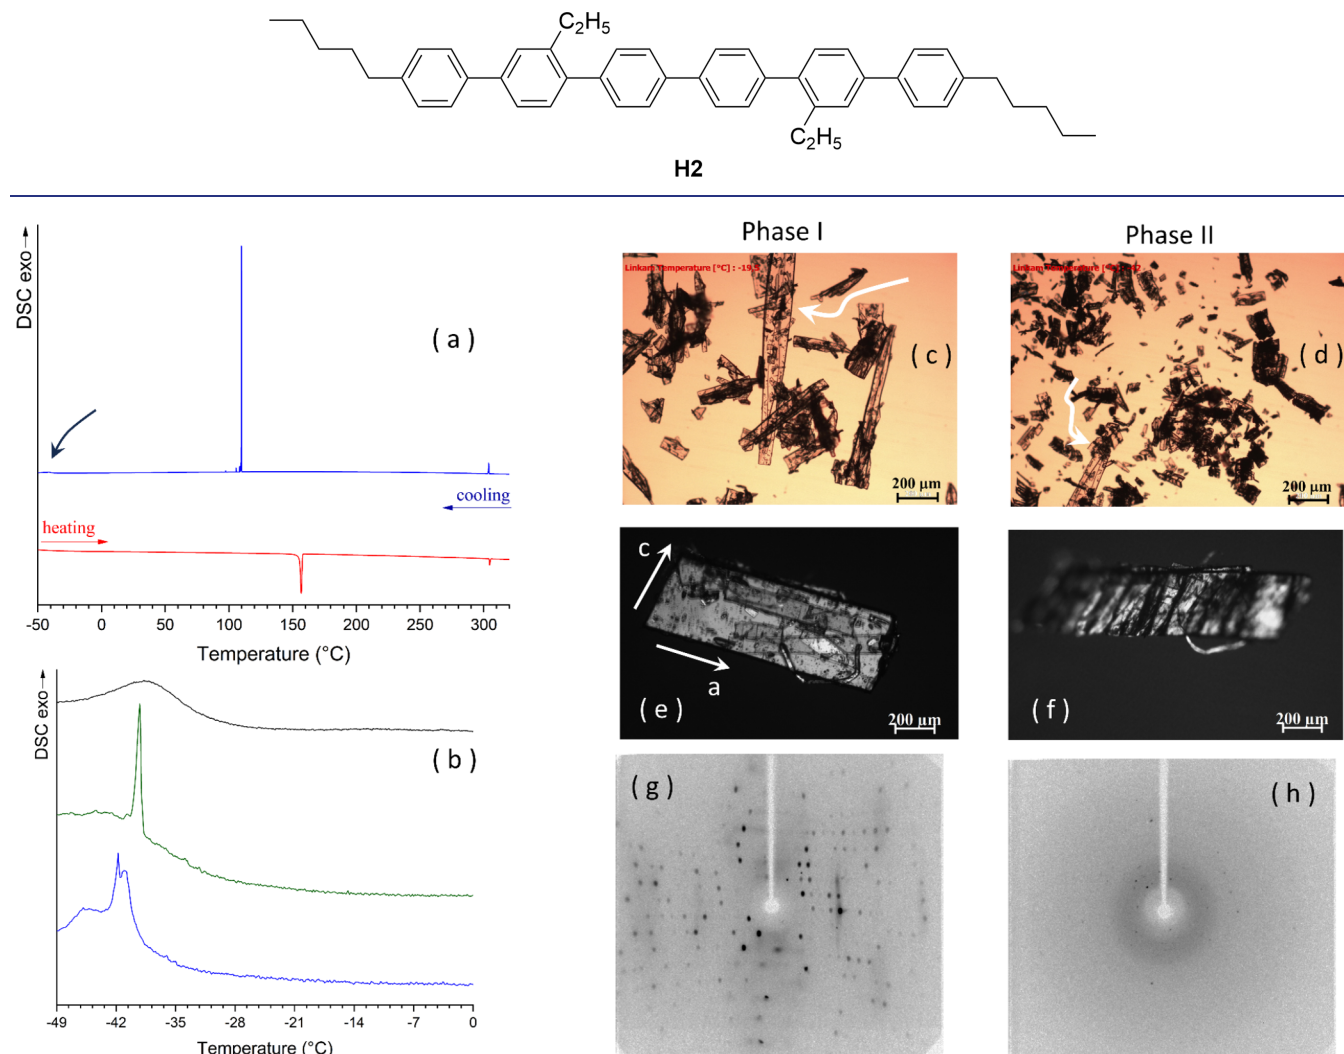 C₂H₅
C₂H₅
H2
DSC exo
( a )
cooling
heating
-50 0 50 100 150 200 250 300
Temperature (°C)
DSC exo
( b )
-49 -42 -35 -28 -21 -14 -7 0
Temperature (°C)
Phase I
Phase II
( c )
200 µm
( d )
200 µm
c
a
( e )
200 µm
( f )
200 µm
( g )
( h )